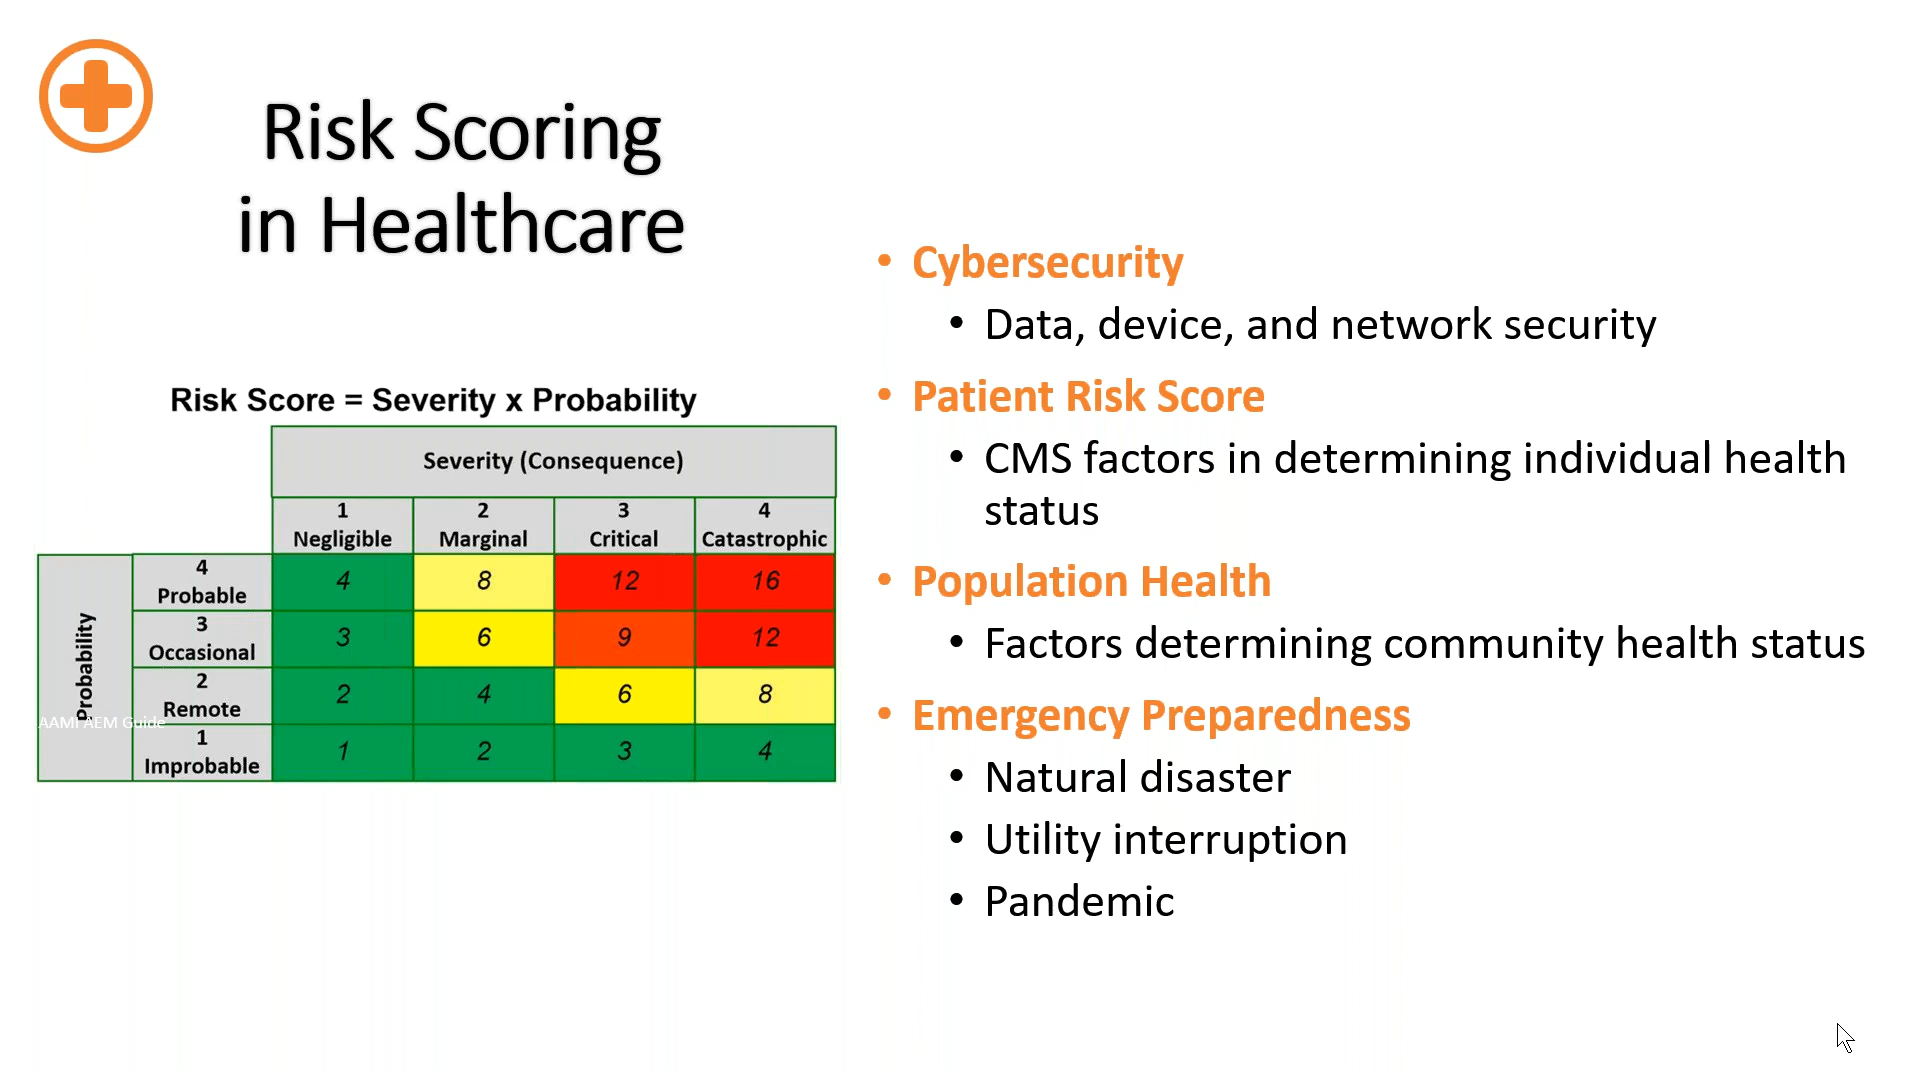 Risk Scoring
in Healthcare
Risk Score = Severity x Probability
Severity (Consequence)
1 2 3 4
Negligible Marginal Critical Catastrophic
Probability
4
Probable 4 8 12 16
3
Occasional 3 6 9 12
2
Remote 2 4 6 8
1
Improbable 1 2 3 4
AAMI AEM Guide
• Cybersecurity
• Data, device, and network security
• Patient Risk Score
• CMS factors in determining individual health
status
• Population Health
• Factors determining community health status
• Emergency Preparedness
• Natural disaster
• Utility interruption
• Pandemic